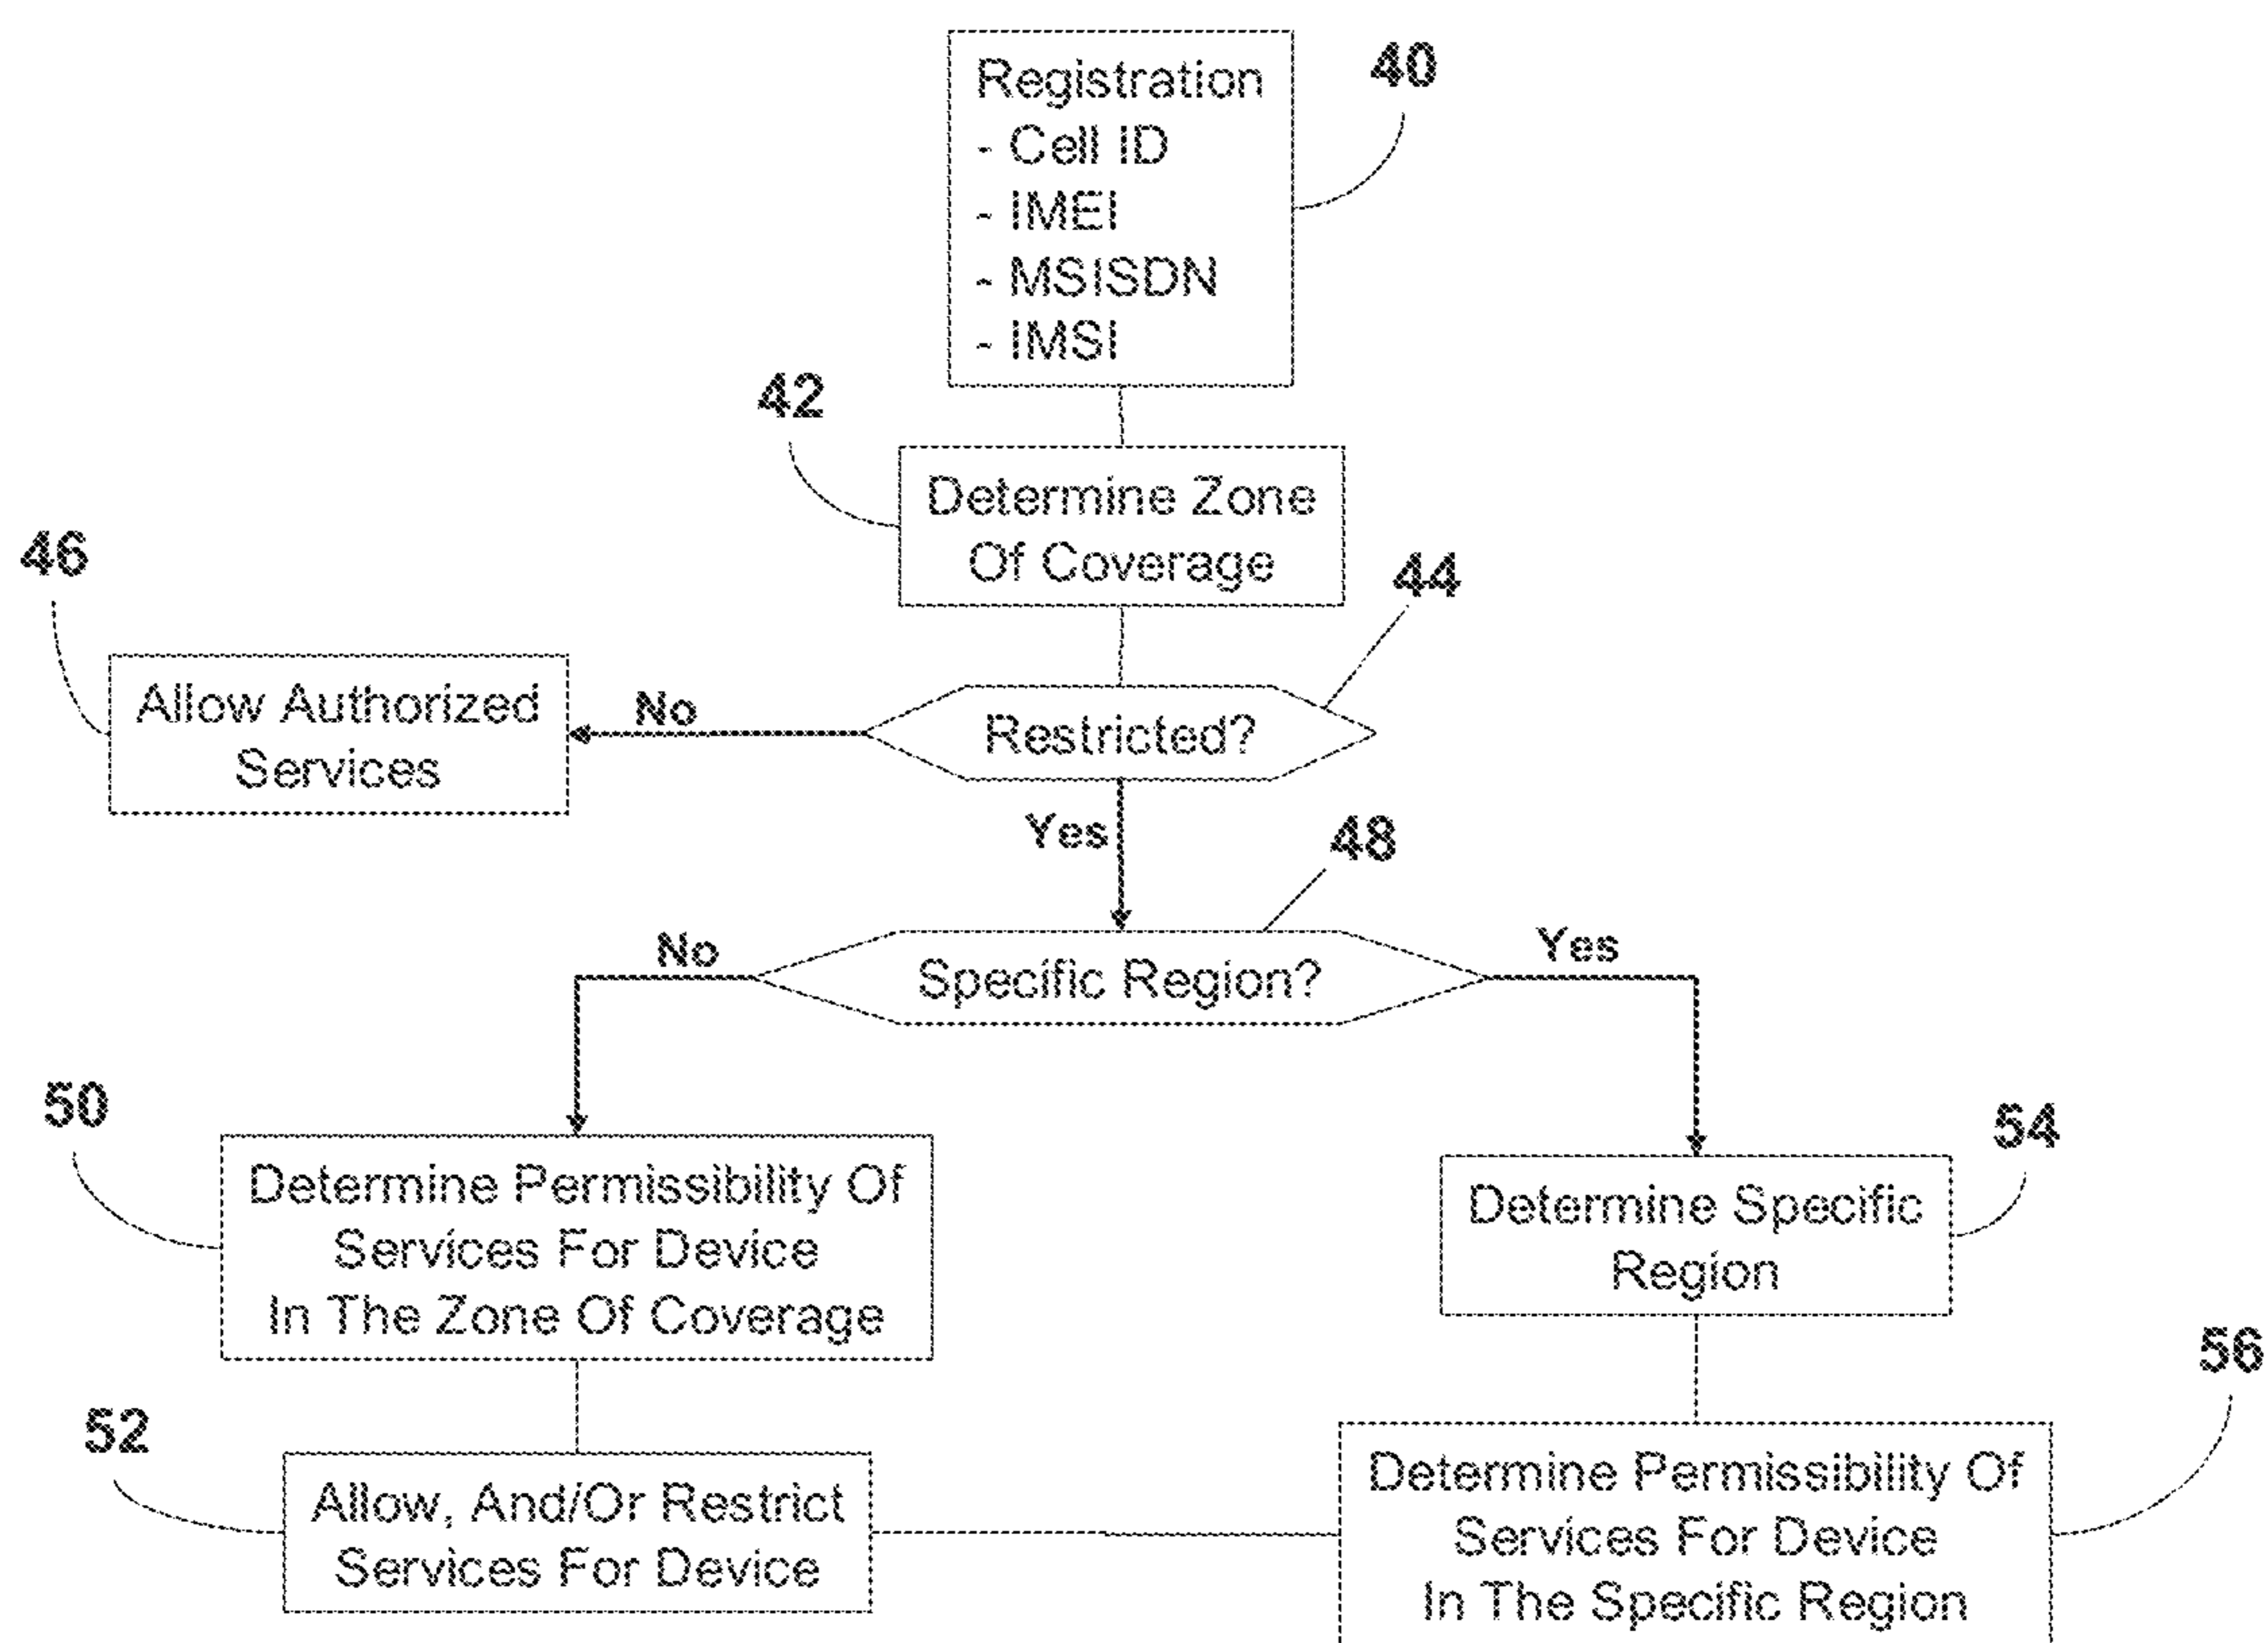 Registration
- Cell ID
- IMEI
- MSISDN
- IMSI
40
42
Determine Zone
Of Coverage
44
46
Allow Authorized
Services
No
Restricted?
Yes
48
No
Specific Region?
Yes
50
Determine Permissibility Of
Services For Device
In The Zone Of Coverage
54
Determine Specific
Region
52
Allow, And/Or Restrict
Services For Device
56
Determine Permissibility Of
Services For Device
In The Specific Region